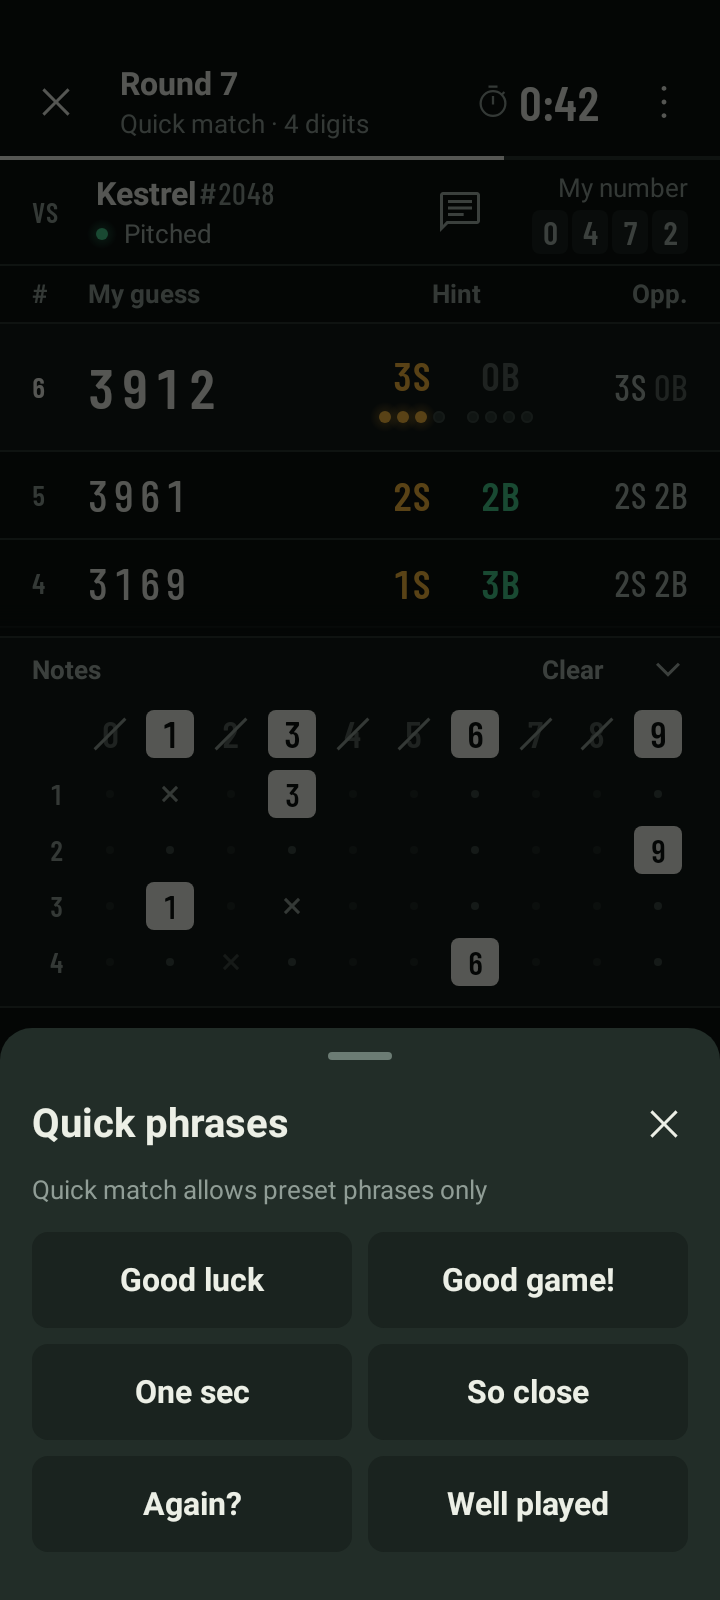 Round 7
Quick match · 4 digits
0:42
VS
Kestrel #2048
Pitched
My number
0 4 7 2
# My guess Hint Opp.
6 3912 3S 0B 3S 0B
5 3961 2S 2B 2S 2B
4 3169 1S 3B 2S 2B
Notes Clear
0 1 2 3 4 5 6 7 8 9
1 × 3
2 9
3 1 ×
4 × 6
Quick phrases
Quick match allows preset phrases only
Good luck
Good game!
One sec
So close
Again?
Well played